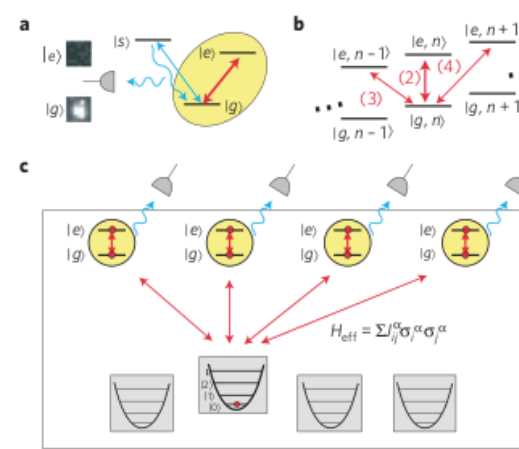 a
|s⟩
|e⟩
|e⟩
|g⟩
|g⟩
b
|e, n − 1⟩
|e, n⟩
|e, n + 1
(2)
(4)
(3)
|g, n − 1⟩
|g, n⟩
|g, n + 1
c
|e⟩ |e⟩ |e⟩ |e⟩
|g⟩ |g⟩ |g⟩ |g⟩
H_eff = ΣJ_ij^α σ_i^α σ_j^α
|2⟩
|1⟩
|0⟩